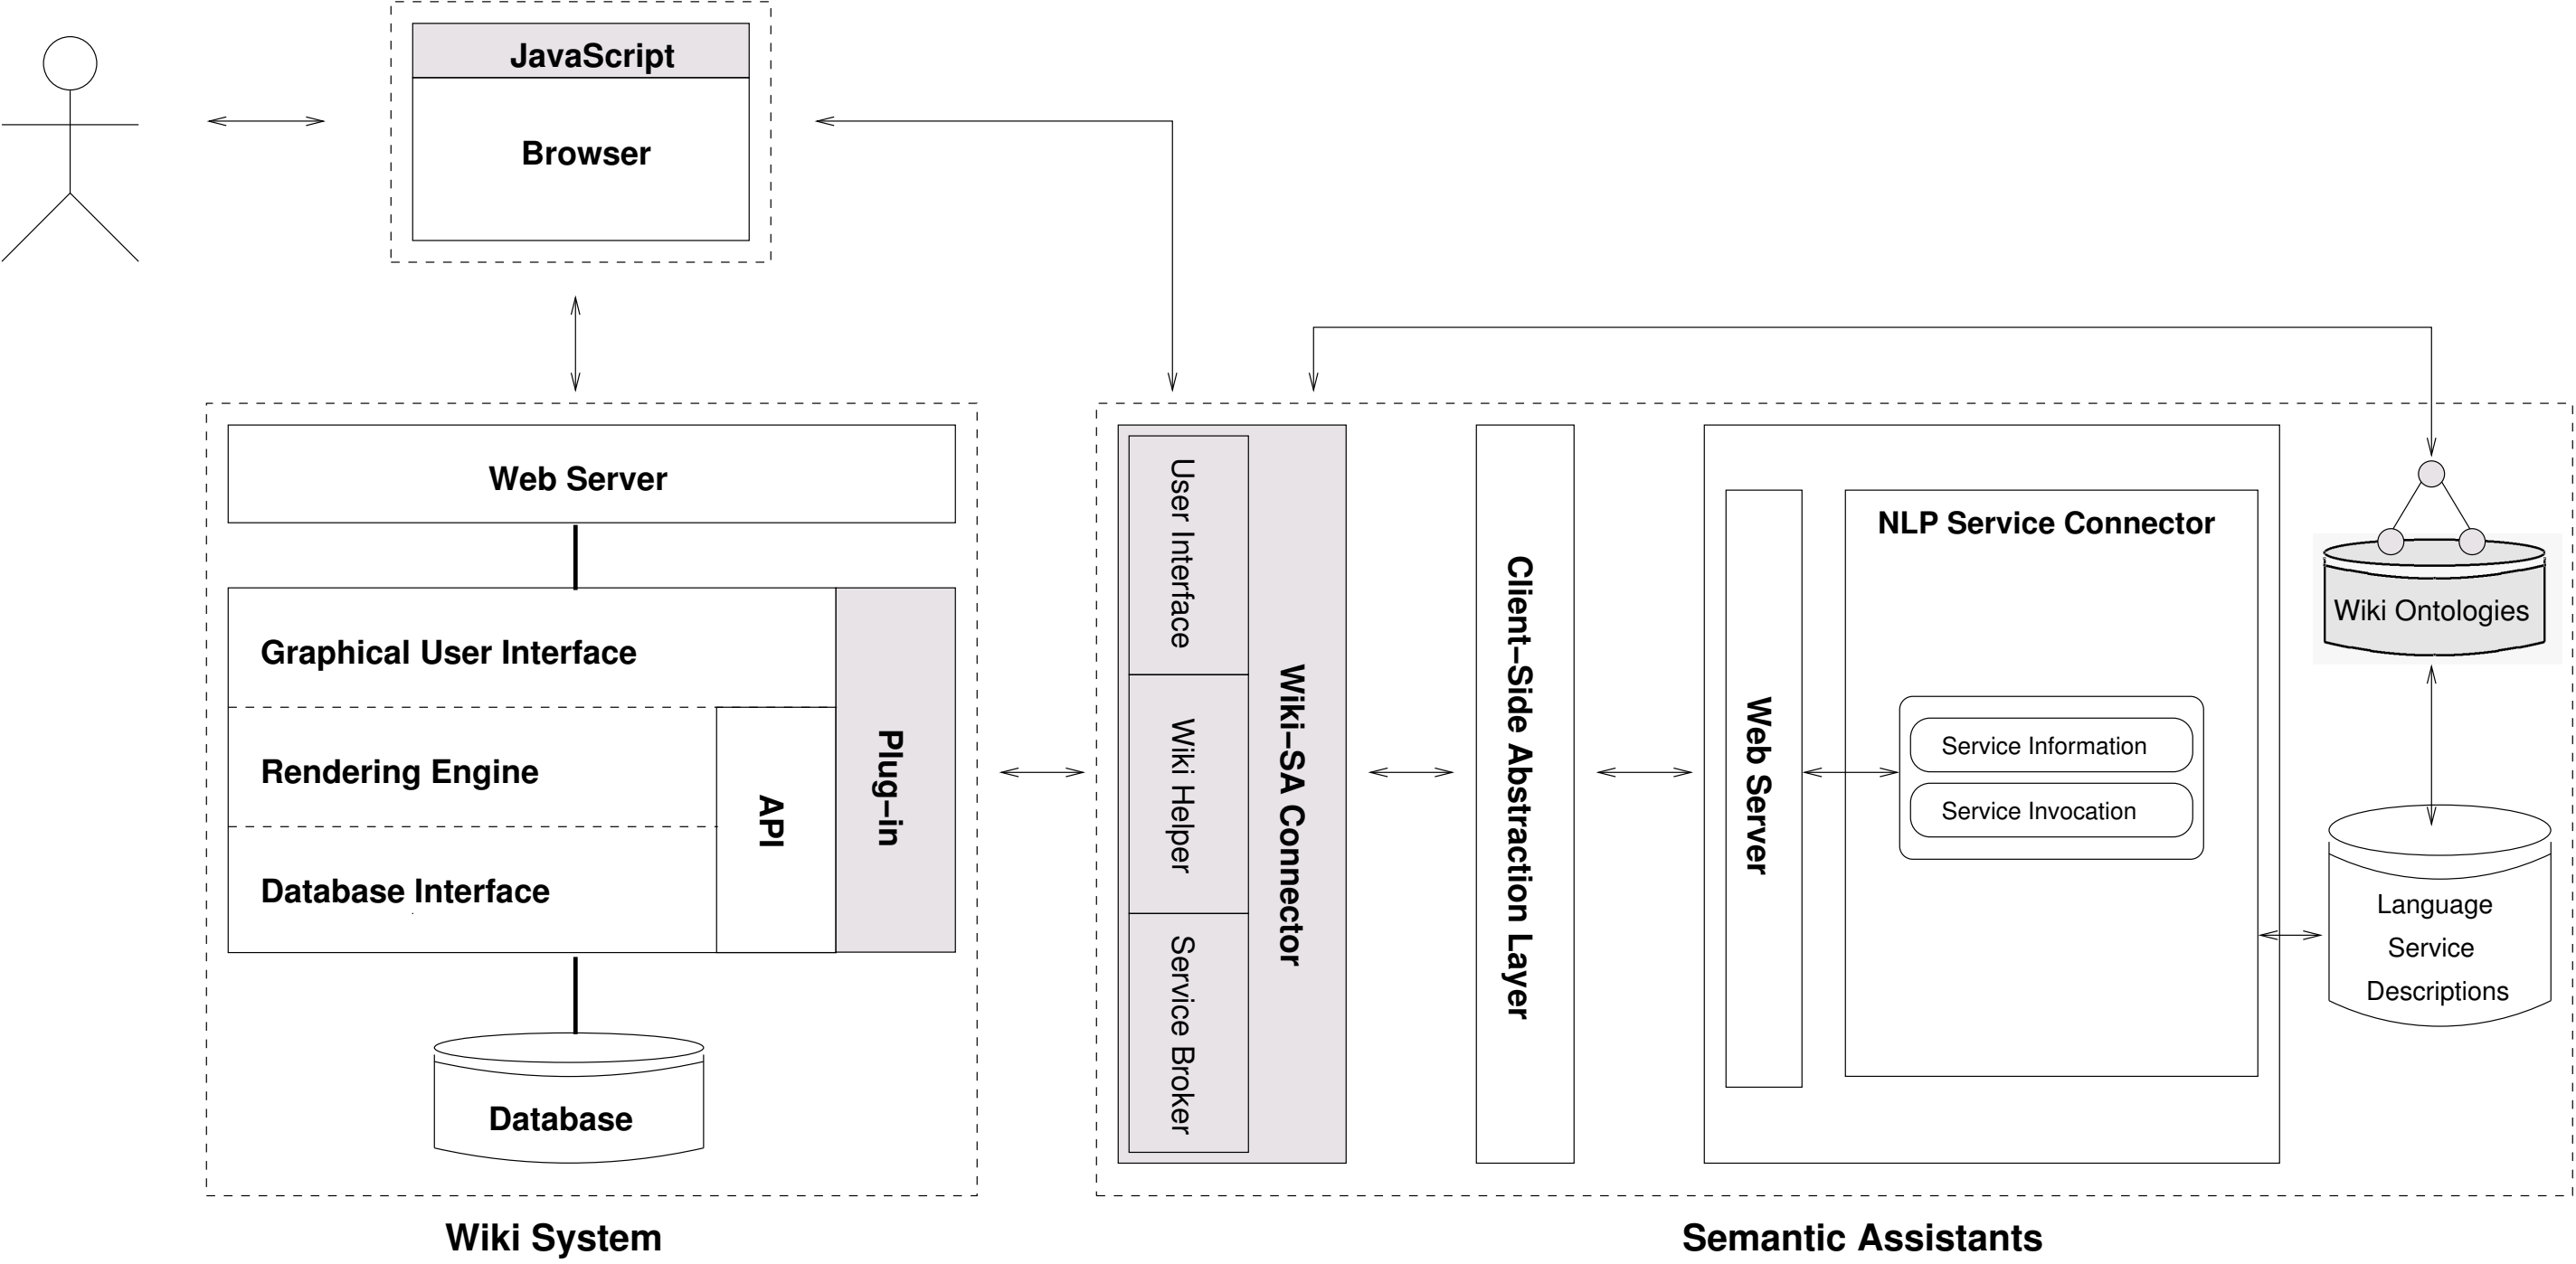 JavaScript
Browser
Web Server
Graphical User Interface
Rendering Engine
Database Interface
API
Plug–in
Database
Wiki System
User Interface
Wiki Helper
Service Broker
Wiki–SA Connector
Client–Side Abstraction Layer
Web Server
NLP Service Connector
Service Information
Service Invocation
Wiki Ontologies
Language
Service
Descriptions
Semantic Assistants